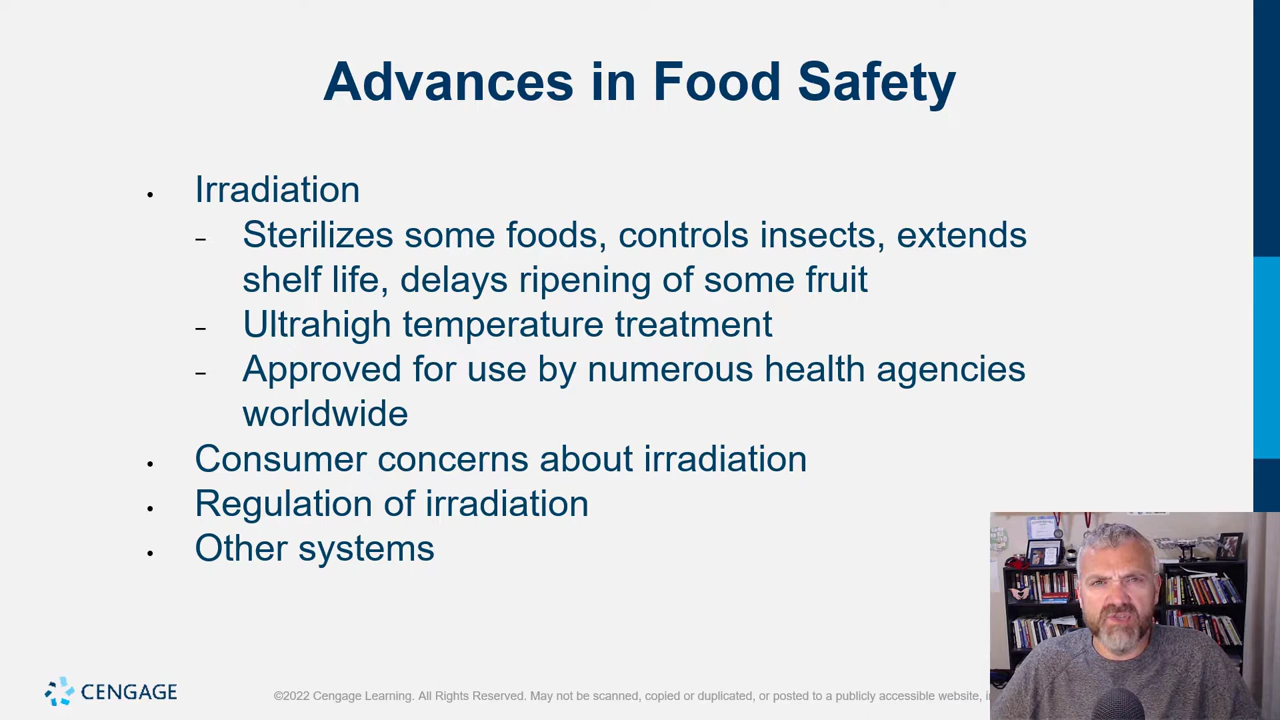 Advances in Food Safety
• Irradiation
– Sterilizes some foods, controls insects, extends
shelf life, delays ripening of some fruit
– Ultrahigh temperature treatment
– Approved for use by numerous health agencies
worldwide
• Consumer concerns about irradiation
• Regulation of irradiation
• Other systems
CENGAGE
©2022 Cengage Learning. All Rights Reserved. May not be scanned, copied or duplicated, or posted to a publicly accessible website,